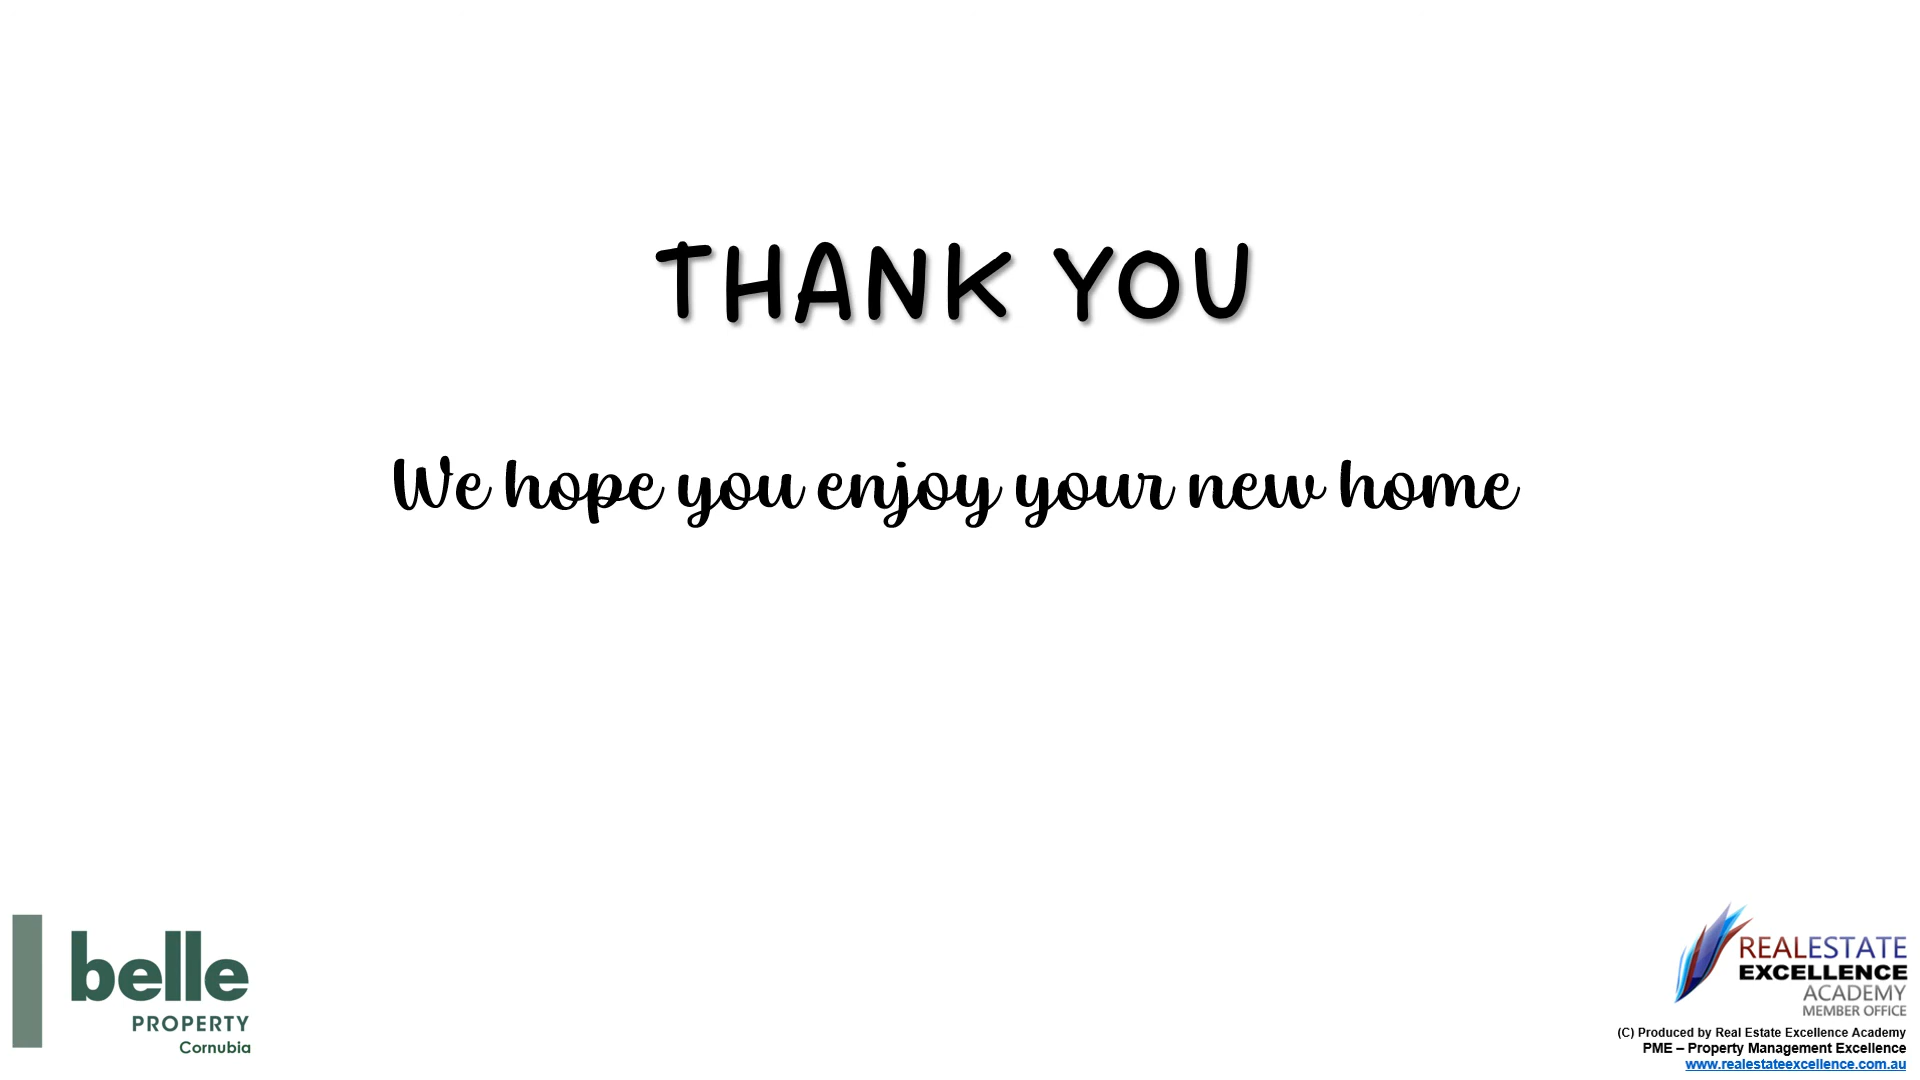 THANK YOU
We hope you enjoy your new home
belle
PROPERTY
Cornubia
REALESTATE
EXCELLENCE
ACADEMY
MEMBER OFFICE
(C) Produced by Real Estate Excellence Academy
PME – Property Management Excellence
www.realestateexcellence.com.au